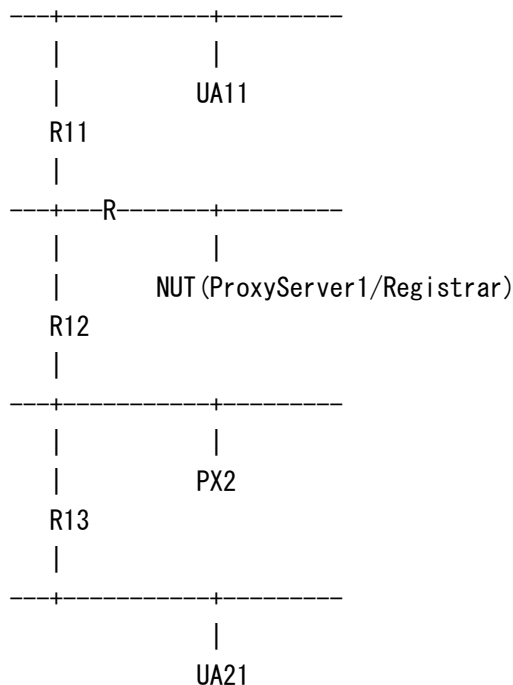 ---+-----------+---------
|           |
|          UA11
R11
|
---+---R-------+---------
|           |
|       NUT(ProxyServer1/Registrar)
R12
|
---+-----------+---------
|           |
|          PX2
R13
|
---+-----------+---------
|
UA21